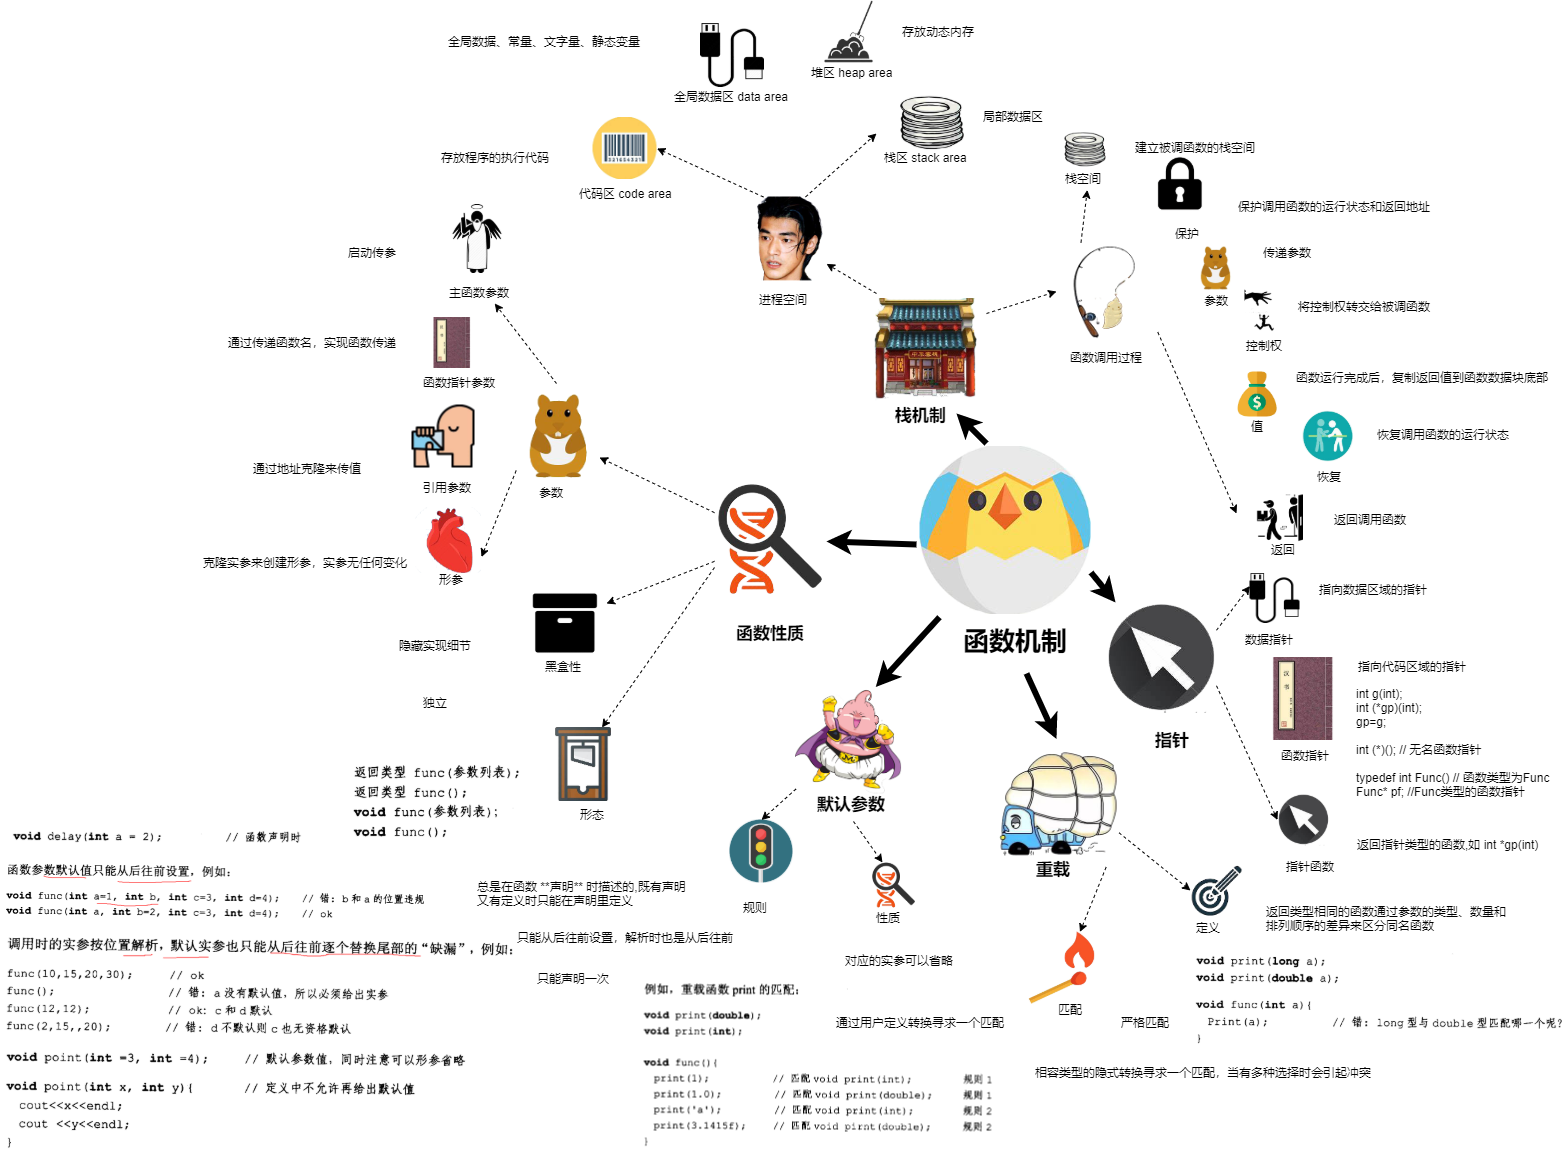 全局数据、常量、文字量、静态变量
全局数据区 data area
存放动态内存
堆区 heap area
局部数据区
栈区 stack area
存放程序的执行代码
代码区 code area
进程空间
栈空间
建立被调函数的栈空间
保护调用函数的运行状态和返回地址
保护
传递参数
参数
将控制权转交给被调函数
控制权
函数调用过程
函数运行完成后，复制返回值到函数数据块底部
值
恢复调用函数的运行状态
恢复
返回调用函数
返回
栈机制
启动传参
主函数参数
通过传递函数名，实现函数传递
函数指针参数
通过地址克隆来传值
引用参数
参数
克隆实参来创建形参，实参无任何变化
形参
函数性质
函数机制
隐藏实现细节
黑盒性
独立
形态
返回类型 func(参数列表);
返回类型 func();
void func(参数列表);
void func();
指向数据区域的指针
数据指针
指向代码区域的指针
int g(int);
int (*gp)(int);
gp=g;
int (*)(); // 无名函数指针
typedef int Func() // 函数类型为Func
Func* pf; //Func类型的函数指针
函数指针
指针
返回指针类型的函数,如 int *gp(int)
指针函数
默认参数
重载
规则
性质
定义
匹配
总是在函数 **声明** 时描述的,既有声明
又有定义时只能在声明里定义
只能从后往前设置，解析时也是从后往前
只能声明一次
对应的实参可以省略
通过用户定义转换寻求一个匹配
严格匹配
相容类型的隐式转换寻求一个匹配，当有多种选择时会引起冲突
返回类型相同的函数通过参数的类型、数量和
排列顺序的差异来区分同名函数
void print(long a);
void print(double a);
void func(int a){
Print(a); // 错：long 型与 double 型匹配哪一个呢?
}
void delay(int a = 2); // 函数声明时
函数参数默认值只能从后往前设置，例如：
void func(int a=1, int b, int c=3, int d=4); // 错：b 和 a 的位置违规
void func(int a, int b=2, int c=3, int d=4); // ok
调用时的实参按位置解析，默认实参也只能从后往前逐个替换尾部的“缺漏”，例如：
func(10,15,20,30); // ok
func(); // 错：a 没有默认值，所以必须给出实参
func(12,12); // ok: c 和 d 默认
func(2,15,,20); // 错：d 不默认则 c 也无资格默认
void point(int =3, int =4); // 默认参数值，同时注意可以形参省略
void point(int x, int y){ // 定义中不允许再给出默认值
cout<<x<<endl;
cout <<y<<endl;
}
例如，重载函数 print 的匹配：
void print(double);
void print(int);
void func(){
print(1); // 匹配 void print(int); 规则 1
print(1.0); // 匹配 void print(double); 规则 1
print('a'); // 匹配 void print(int); 规则 2
print(3.1415f); // 匹配 void pirnt(double); 规则 2
}